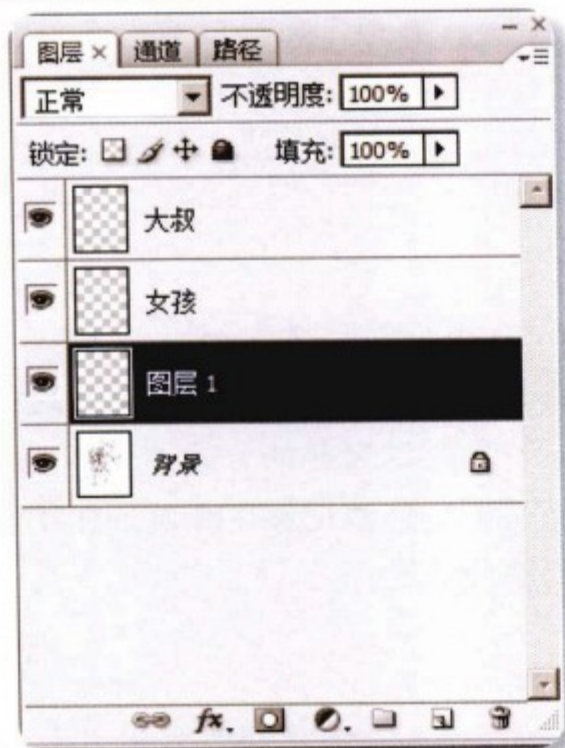 图层 × 通道 路径
正常 不透明度: 100%
锁定: 填充: 100%
大叔
女孩
图层 1
背景
fx.